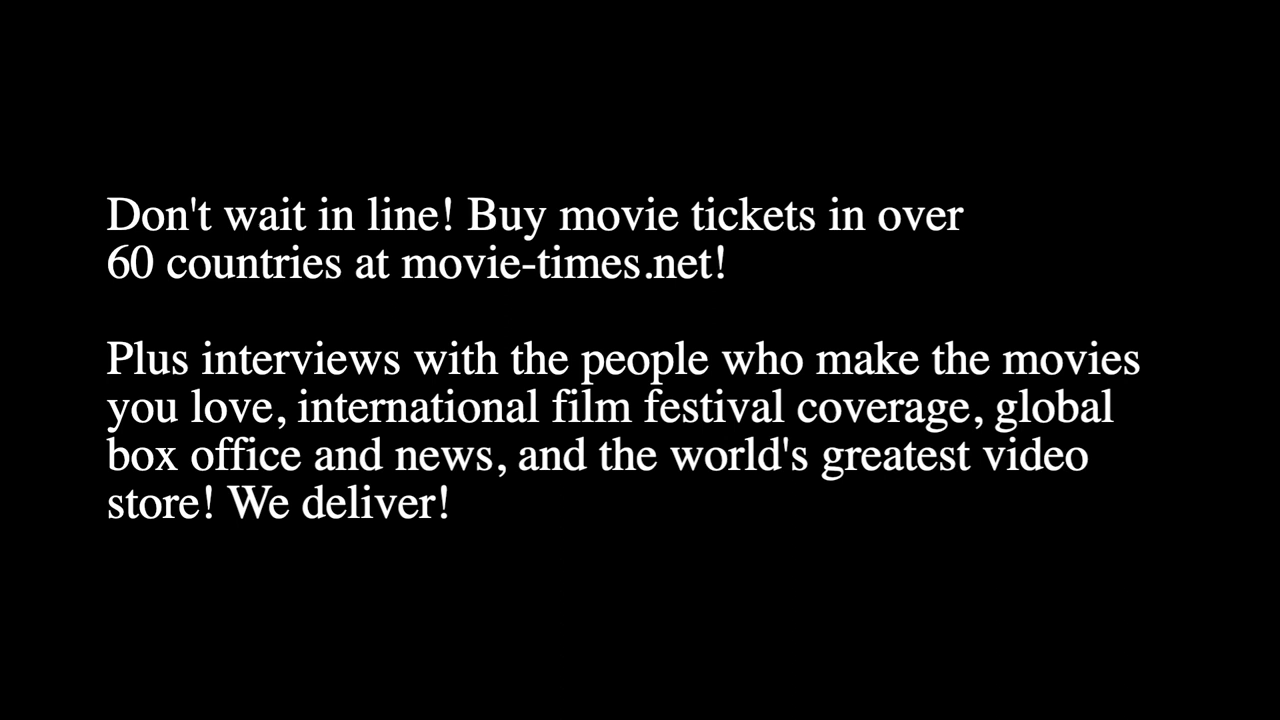 Don't wait in line! Buy movie tickets in over
60 countries at movie-times.net!
Plus interviews with the people who make the movies
you love, international film festival coverage, global
box office and news, and the world's greatest video
store! We deliver!